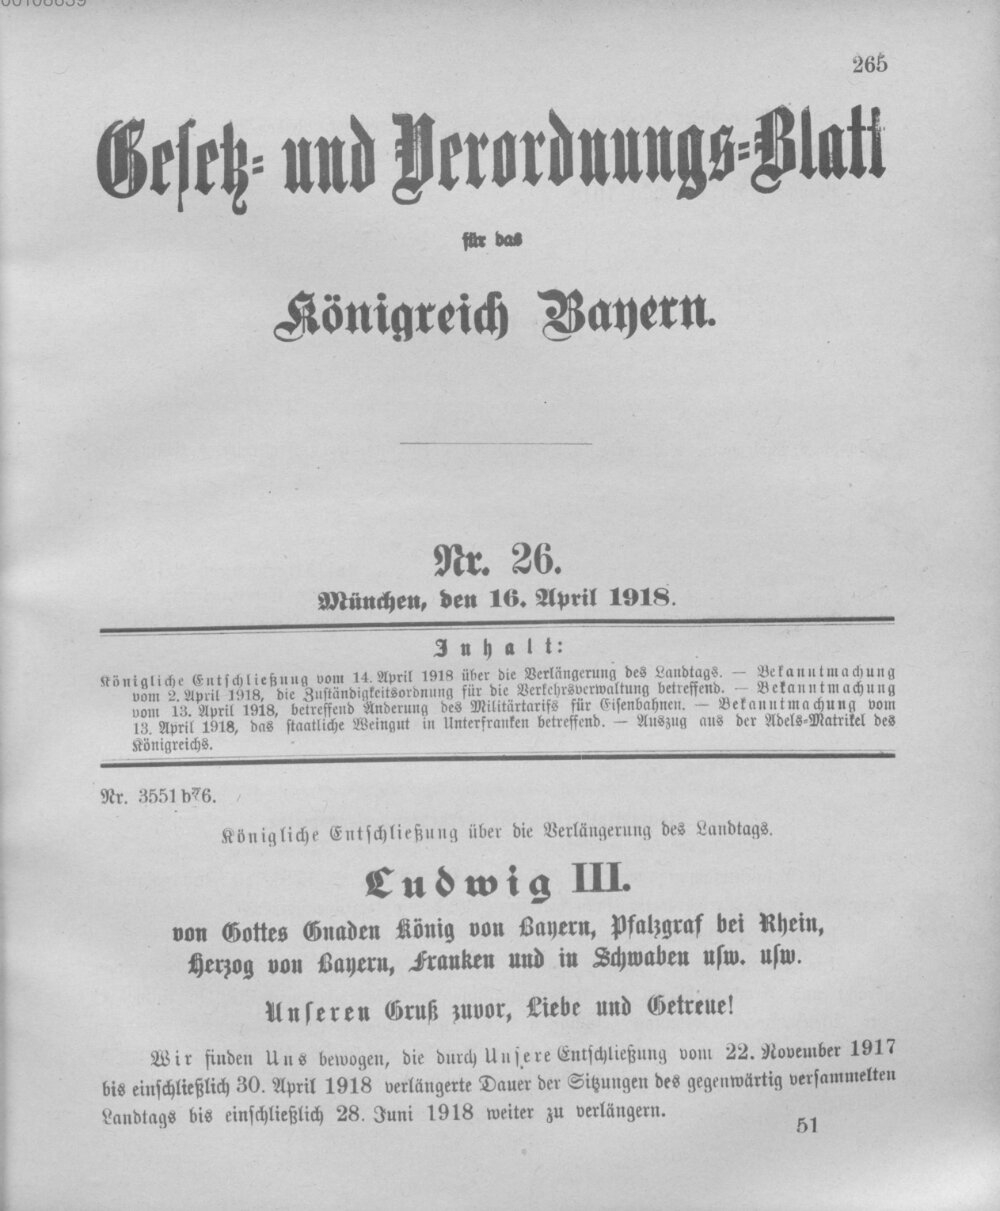 265
Gesetz- und Verordnungs-Blatt
für das
Königreich Bayern.
Nr. 26.
München, den 16. April 1918.
Inhalt:
Königliche Entschließung vom 14. April 1918 über die Verlängerung des Landtags. — Bekanntmachung
vom 2. April 1918, die Zuständigkeitsordnung für die Verkehrsverwaltung betreffend. — Bekanntmachung
vom 13. April 1918, betreffend Änderung des Militärtarifs für Eisenbahnen. — Bekanntmachung vom
13. April 1918, das staatliche Weingut in Unterfranken betreffend. — Auszug aus der Adels-Matrikel des
Königreichs.
Nr. 3551 b 76.
Königliche Entschließung über die Verlängerung des Landtags.
Ludwig III.
von Gottes Gnaden König von Bayern, Pfalzgraf bei Rhein,
Herzog von Bayern, Franken und in Schwaben usw. usw.
Unseren Gruß zuvor, Liebe und Getreue!
Wir finden Uns bewogen, die durch Unsere Entschließung vom 22. November 1917
bis einschließlich 30. April 1918 verlängerte Dauer der Sitzungen des gegenwärtig versammelten
Landtags bis einschließlich 28. Juni 1918 weiter zu verlängern.
51